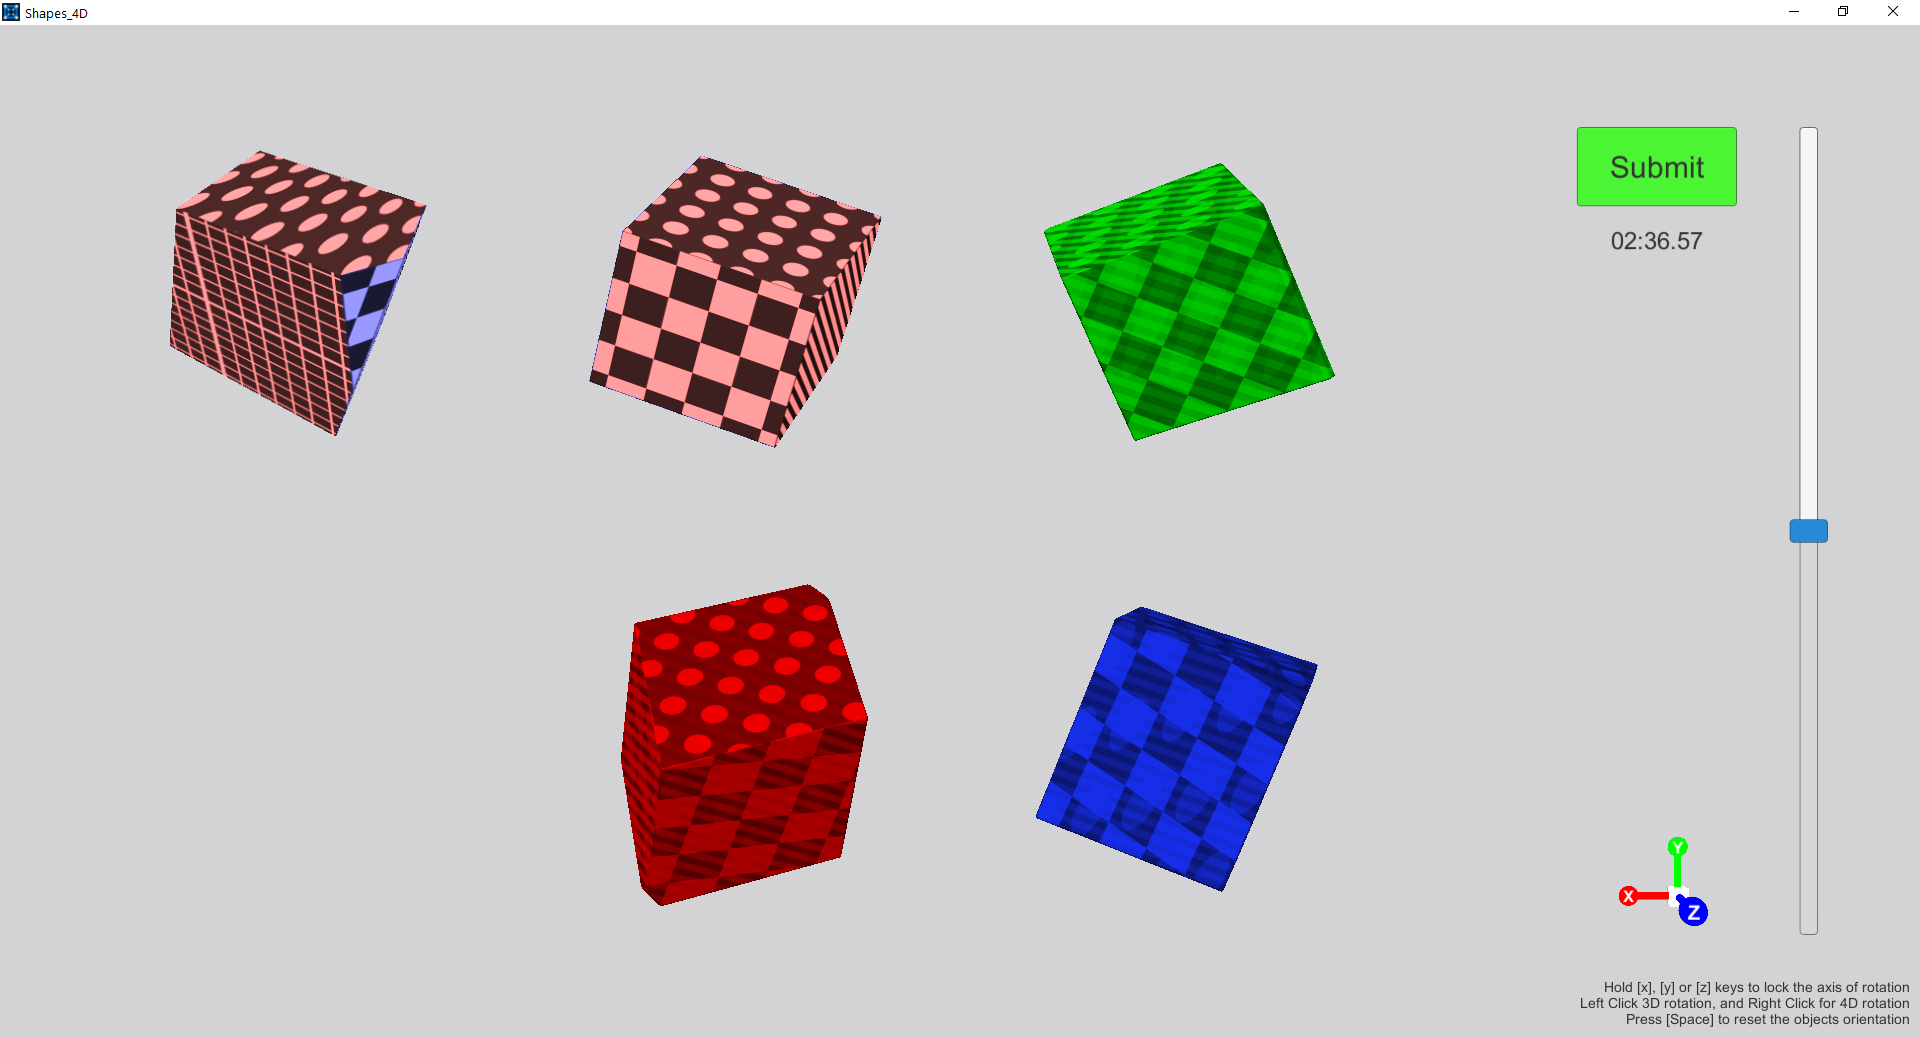 Shapes_4D
Submit
02:36.57
Y
X
Z
Hold [x], [y] or [z] keys to lock the axis of rotation
Left Click 3D rotation, and Right Click for 4D rotation
Press [Space] to reset the objects orientation